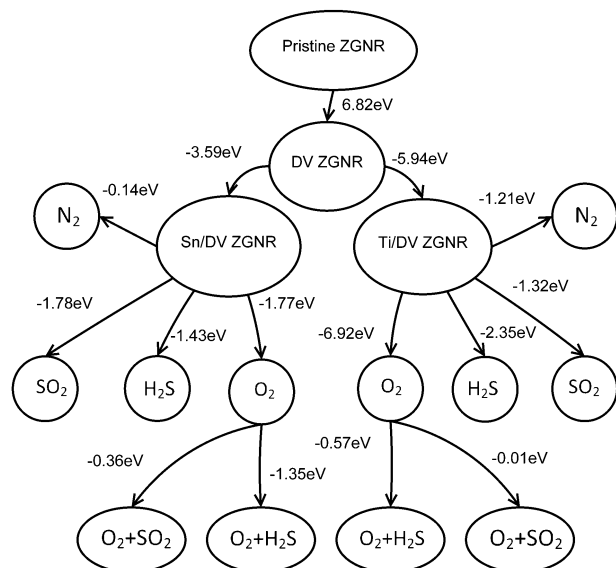 Pristine ZGNR
6.82eV
DV ZGNR
-3.59eV
-5.94eV
-0.14eV
-1.21eV
N₂
Sn/DV ZGNR
Ti/DV ZGNR
N₂
-1.78eV
-1.43eV
-1.77eV
-6.92eV
-2.35eV
-1.32eV
SO₂
H₂S
O₂
O₂
H₂S
SO₂
-0.36eV
-1.35eV
-0.57eV
-0.01eV
O₂+SO₂
O₂+H₂S
O₂+H₂S
O₂+SO₂